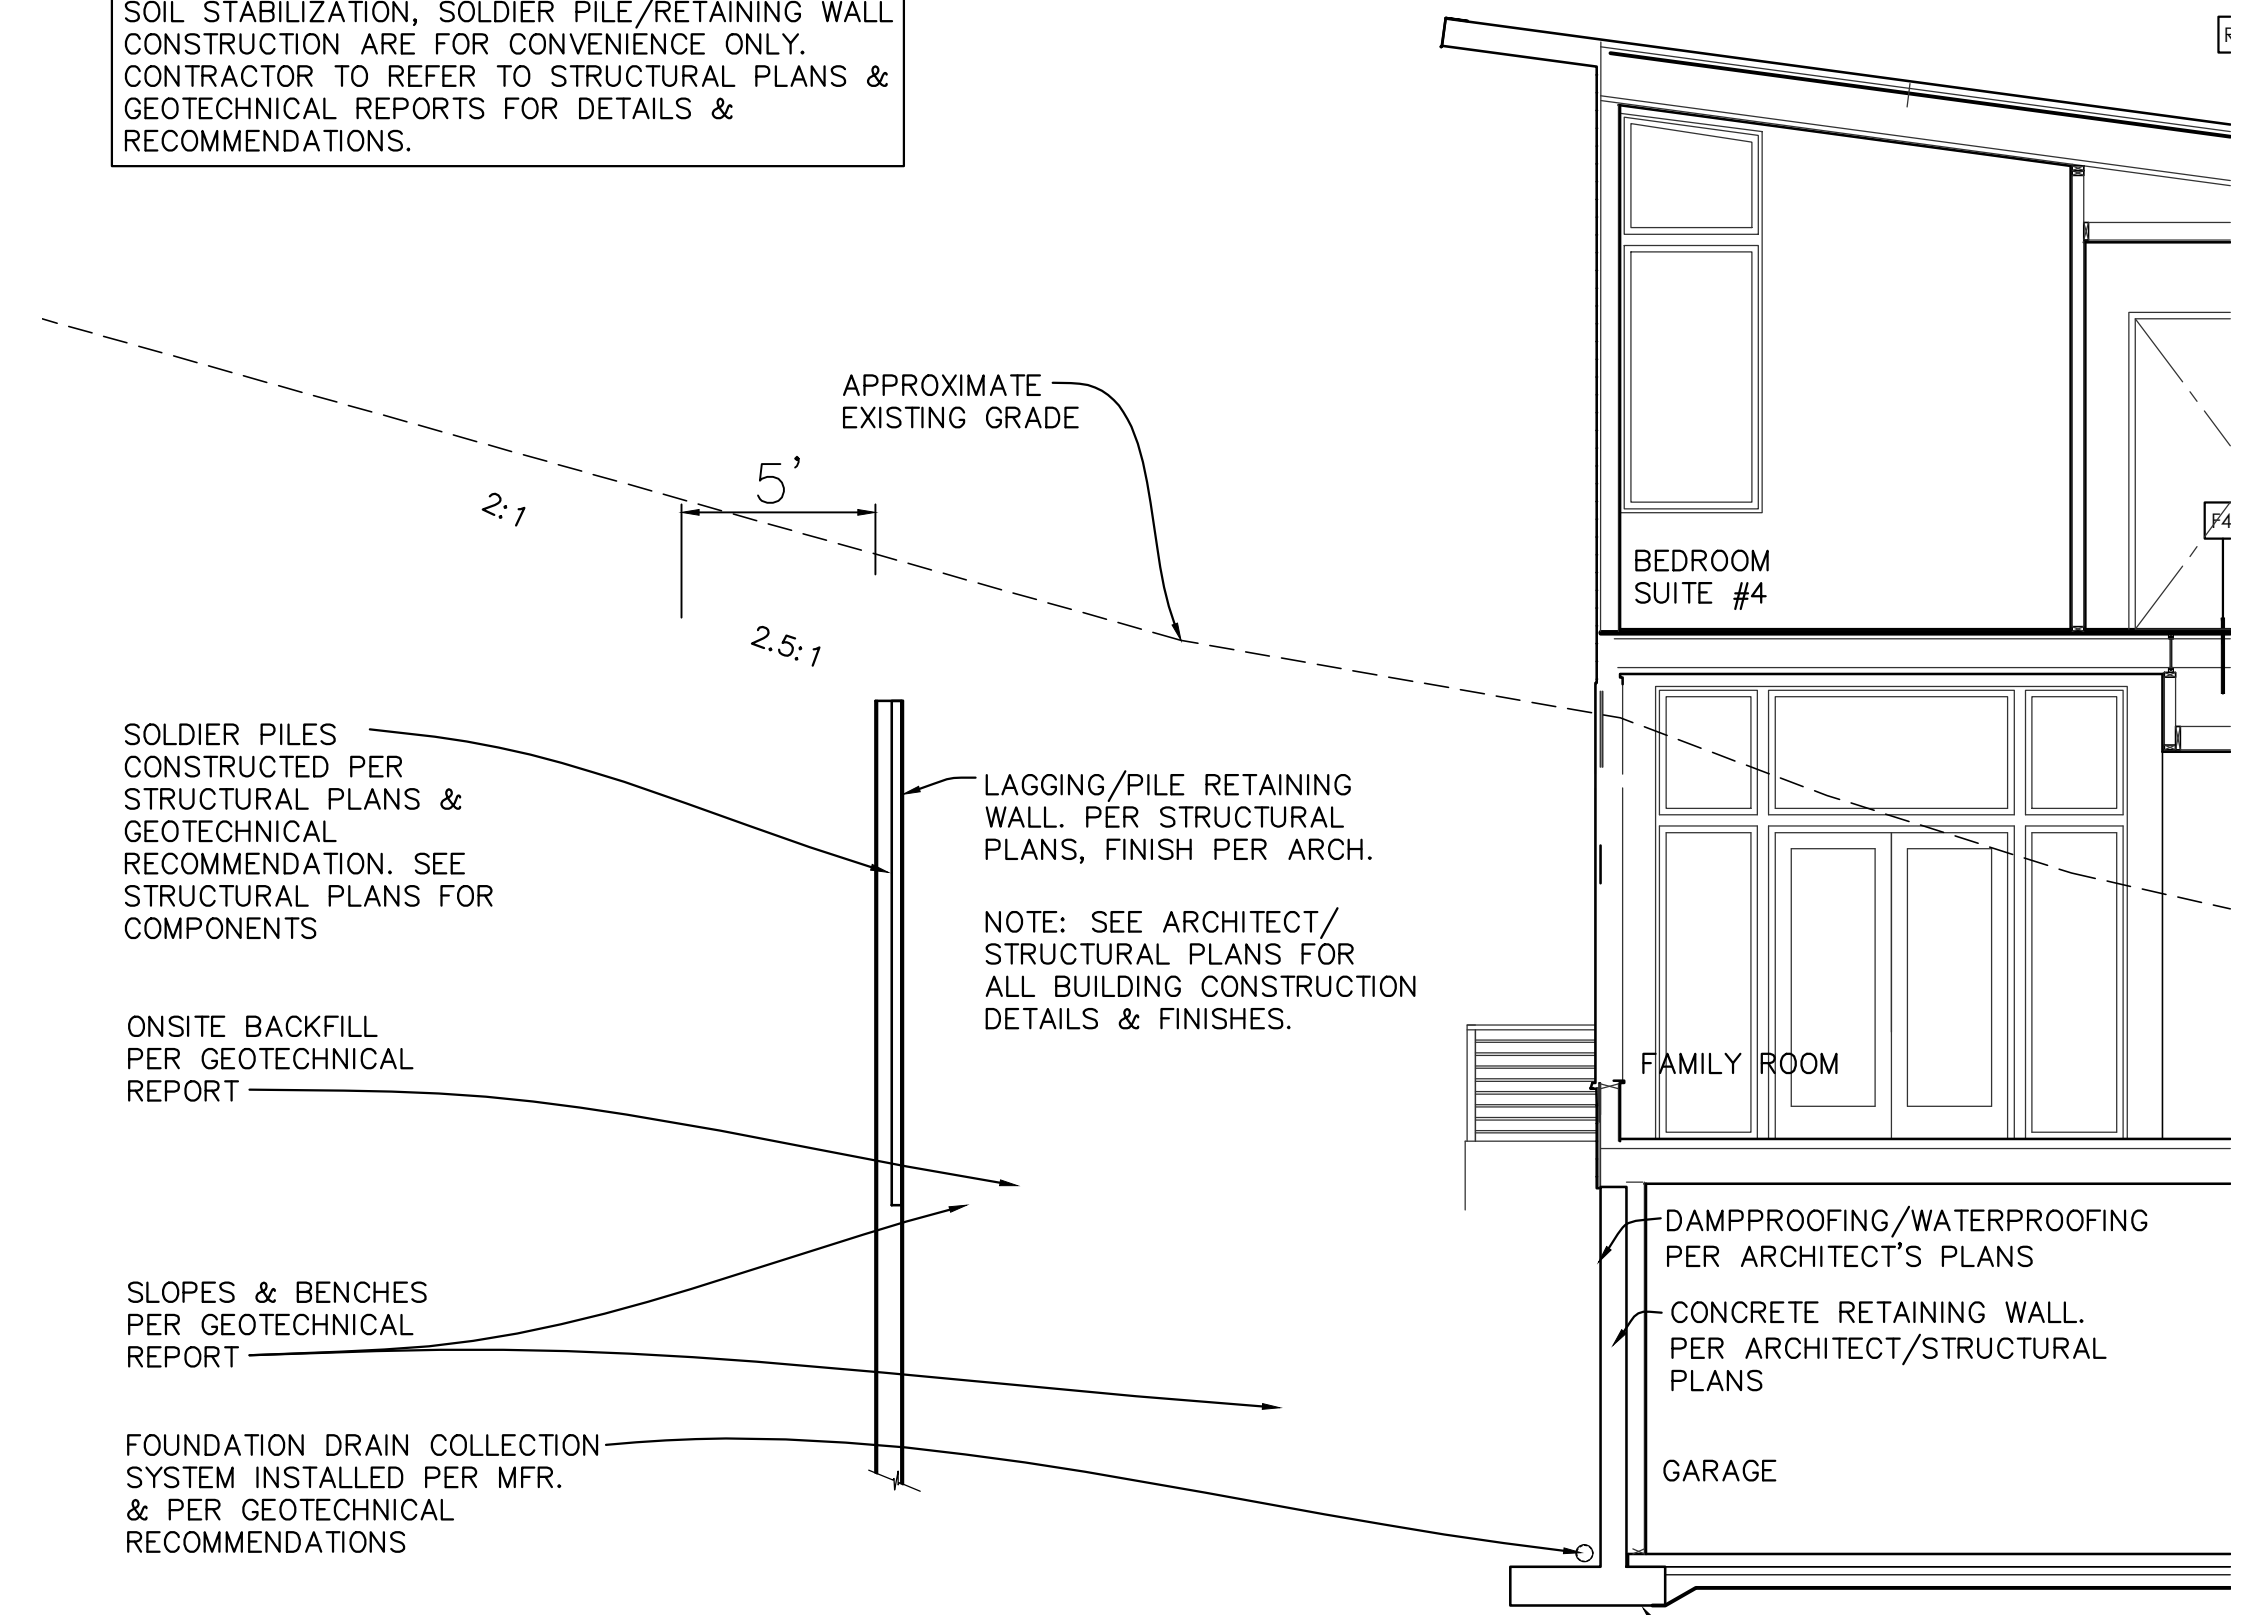 SOIL STABILIZATION, SOLDIER PILE/RETAINING WALL
CONSTRUCTION ARE FOR CONVENIENCE ONLY.
CONTRACTOR TO REFER TO STRUCTURAL PLANS &
GEOTECHNICAL REPORTS FOR DETAILS &
RECOMMENDATIONS.
APPROXIMATE
EXISTING GRADE
5'
2:1
2.5:1
BEDROOM
SUITE #4
F4
SOLDIER PILES
CONSTRUCTED PER
STRUCTURAL PLANS &
GEOTECHNICAL
RECOMMENDATION. SEE
STRUCTURAL PLANS FOR
COMPONENTS
LAGGING/PILE RETAINING
WALL. PER STRUCTURAL
PLANS, FINISH PER ARCH.
NOTE: SEE ARCHITECT/
STRUCTURAL PLANS FOR
ALL BUILDING CONSTRUCTION
DETAILS & FINISHES.
ONSITE BACKFILL
PER GEOTECHNICAL
REPORT
FAMILY ROOM
DAMPPROOFING/WATERPROOFING
PER ARCHITECT'S PLANS
CONCRETE RETAINING WALL.
PER ARCHITECT/STRUCTURAL
PLANS
SLOPES & BENCHES
PER GEOTECHNICAL
REPORT
GARAGE
FOUNDATION DRAIN COLLECTION
SYSTEM INSTALLED PER MFR.
& PER GEOTECHNICAL
RECOMMENDATIONS